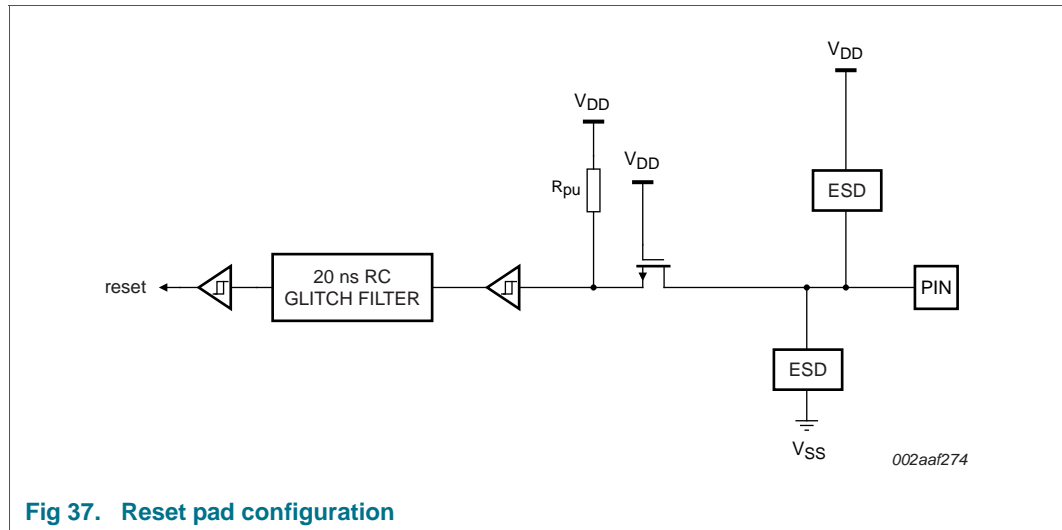 VDD
VDD
VDD
Rpu
ESD
reset
20 ns RC
GLITCH FILTER
PIN
ESD
VSS
002aaf274
Fig 37. Reset pad configuration